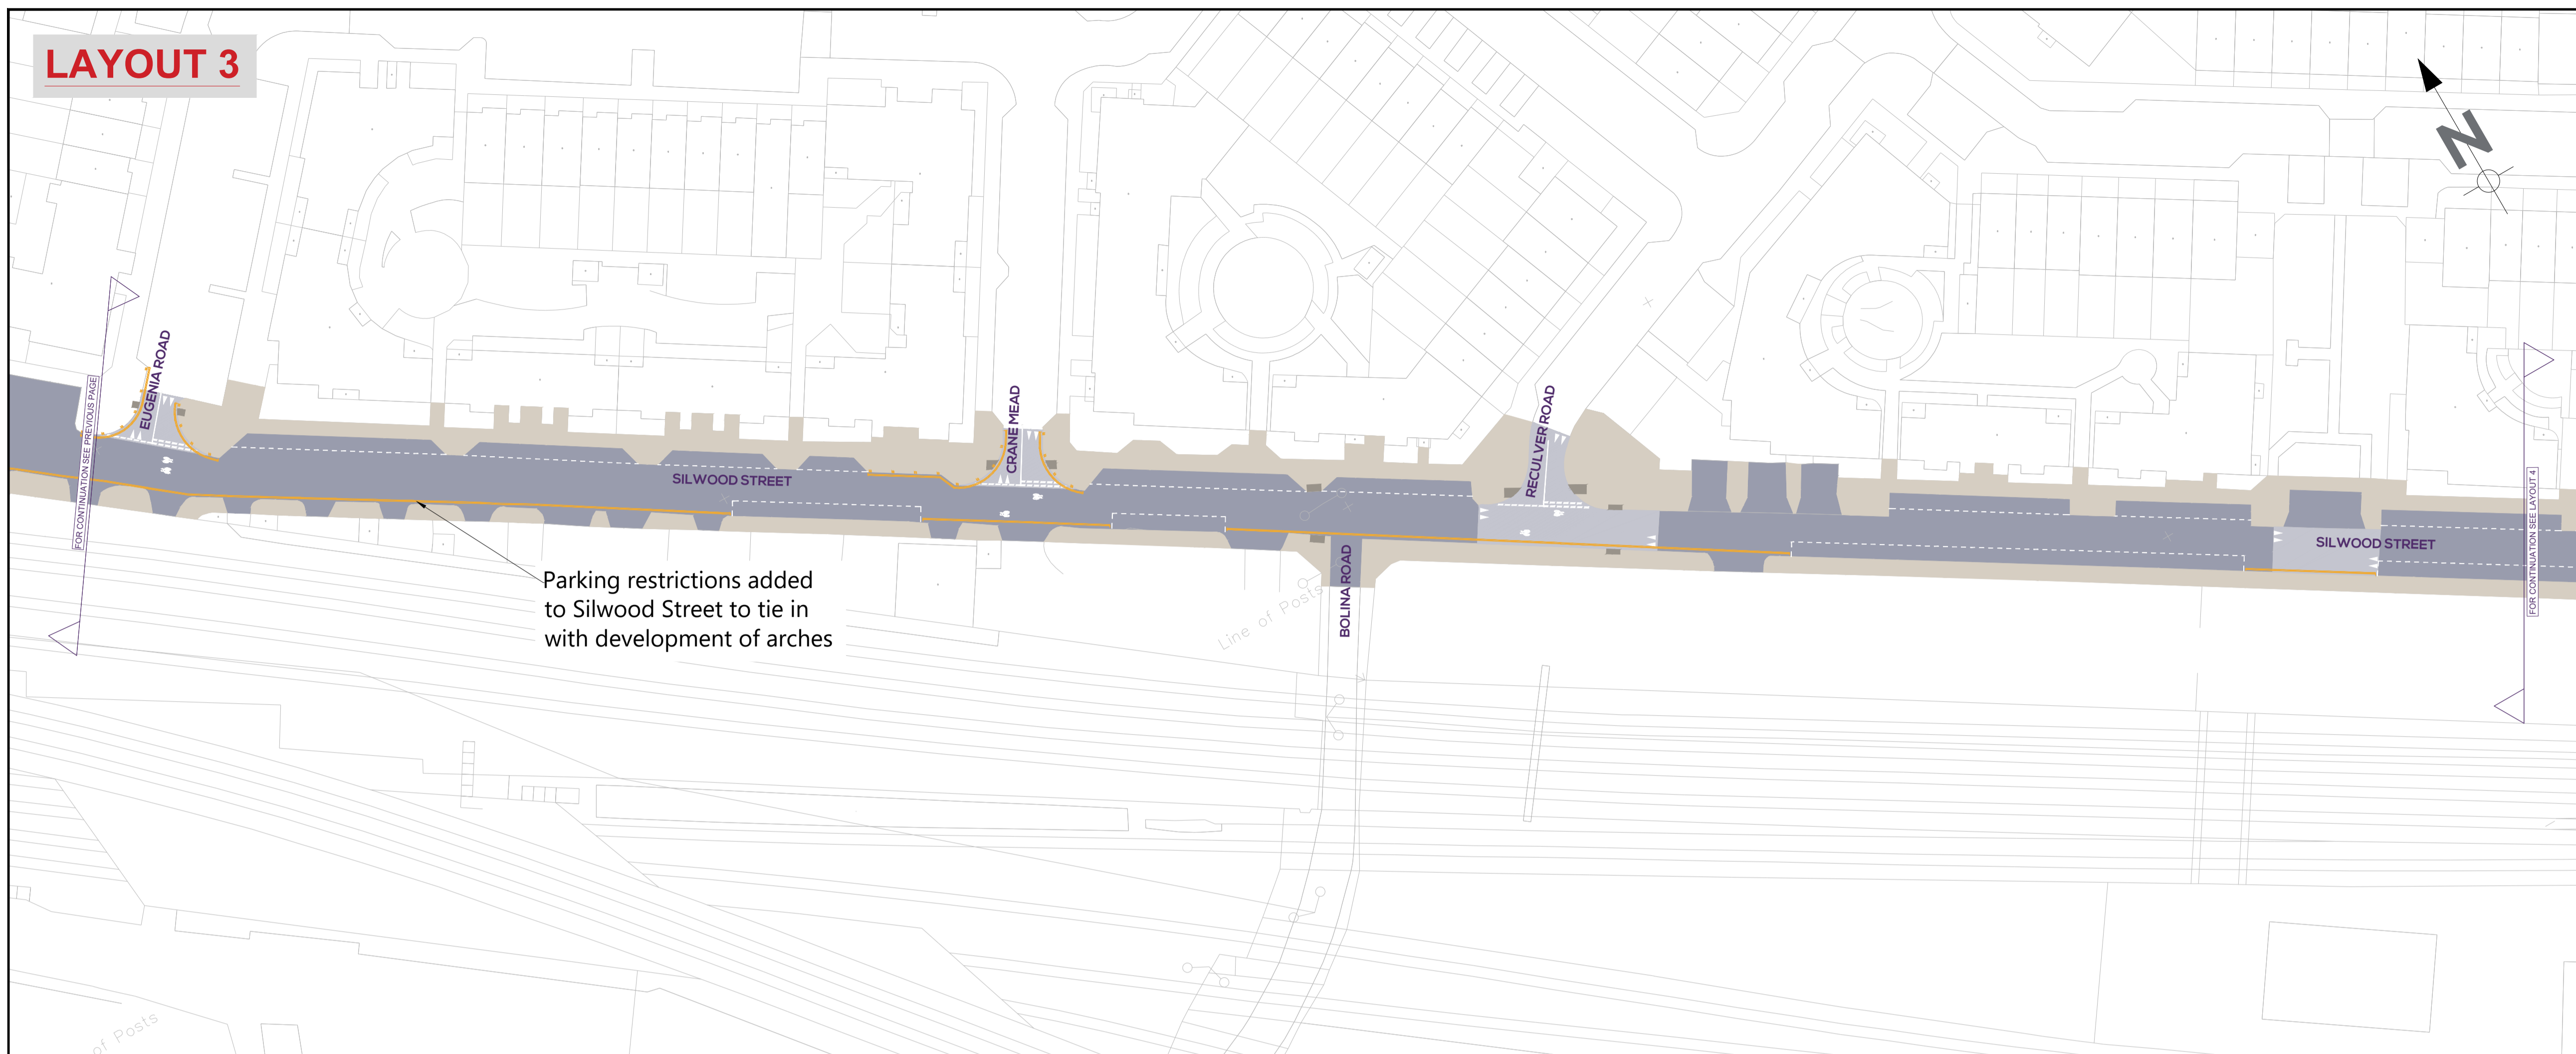 LAYOUT 3
N
EUGENIA ROAD
FOR CONTINUATION SEE PREVIOUS PAGE
CRANE MEAD
RECULVER ROAD
SILWOOD STREET
SILWOOD STREET
FOR CONTINUATION SEE LAYOUT 4
BOLINA ROAD
Parking restrictions added
to Silwood Street to tie in
with development of arches
Line of Posts
of Posts